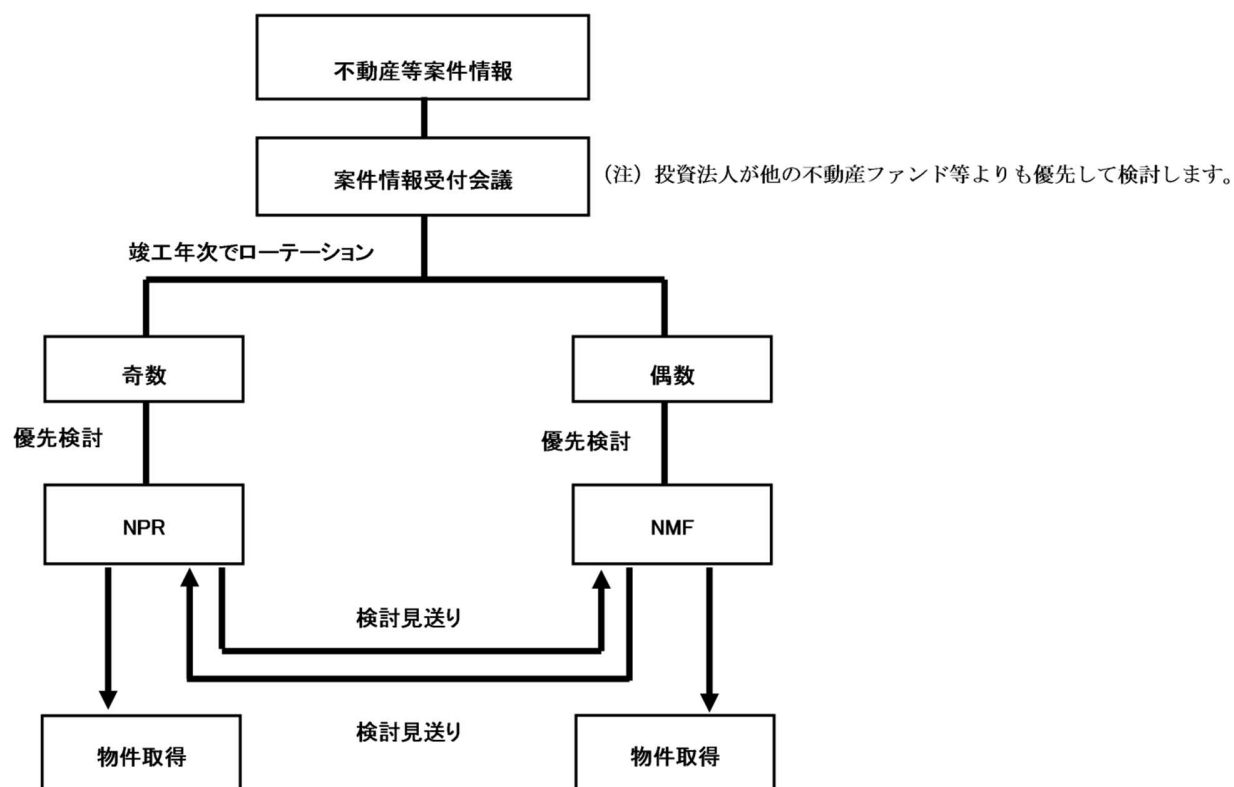 不動産等案件情報
案件情報受付会議
（注）投資法人が他の不動産ファンド等よりも優先して検討します。
竣工年次でローテーション
奇数
偶数
優先検討
優先検討
NPR
NMF
検討見送り
検討見送り
物件取得
物件取得